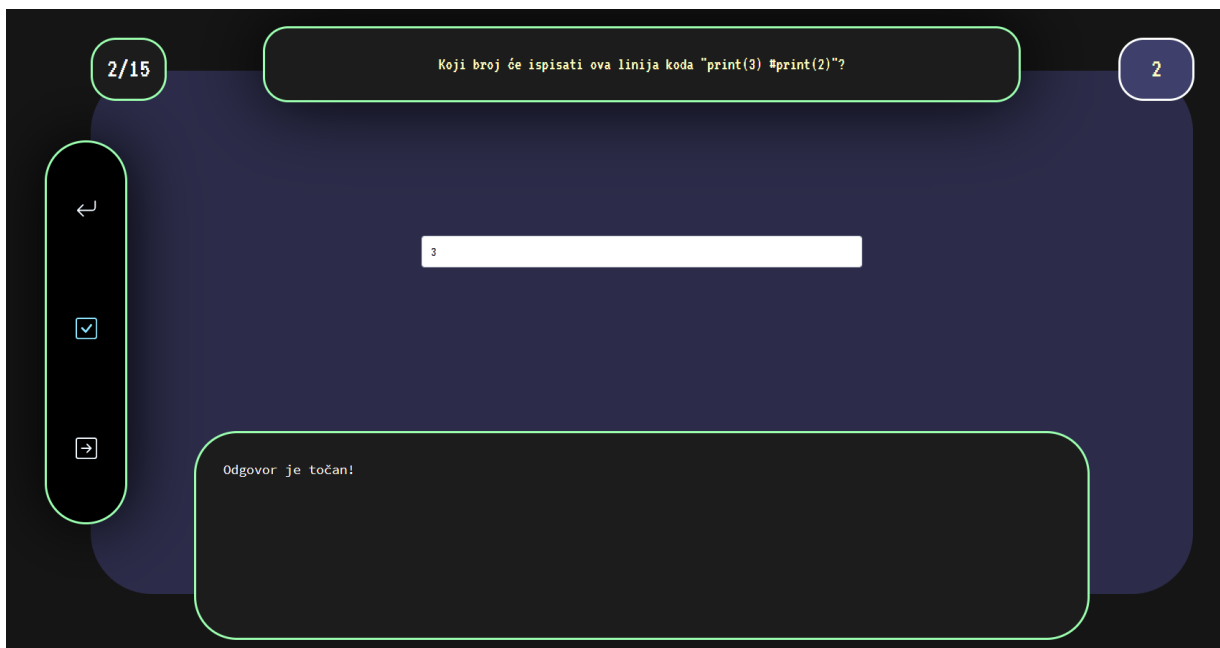 2/15
Koji broj će ispisati ova linija koda "print(3) #print(2)"?
2
3
Odgovor je točan!